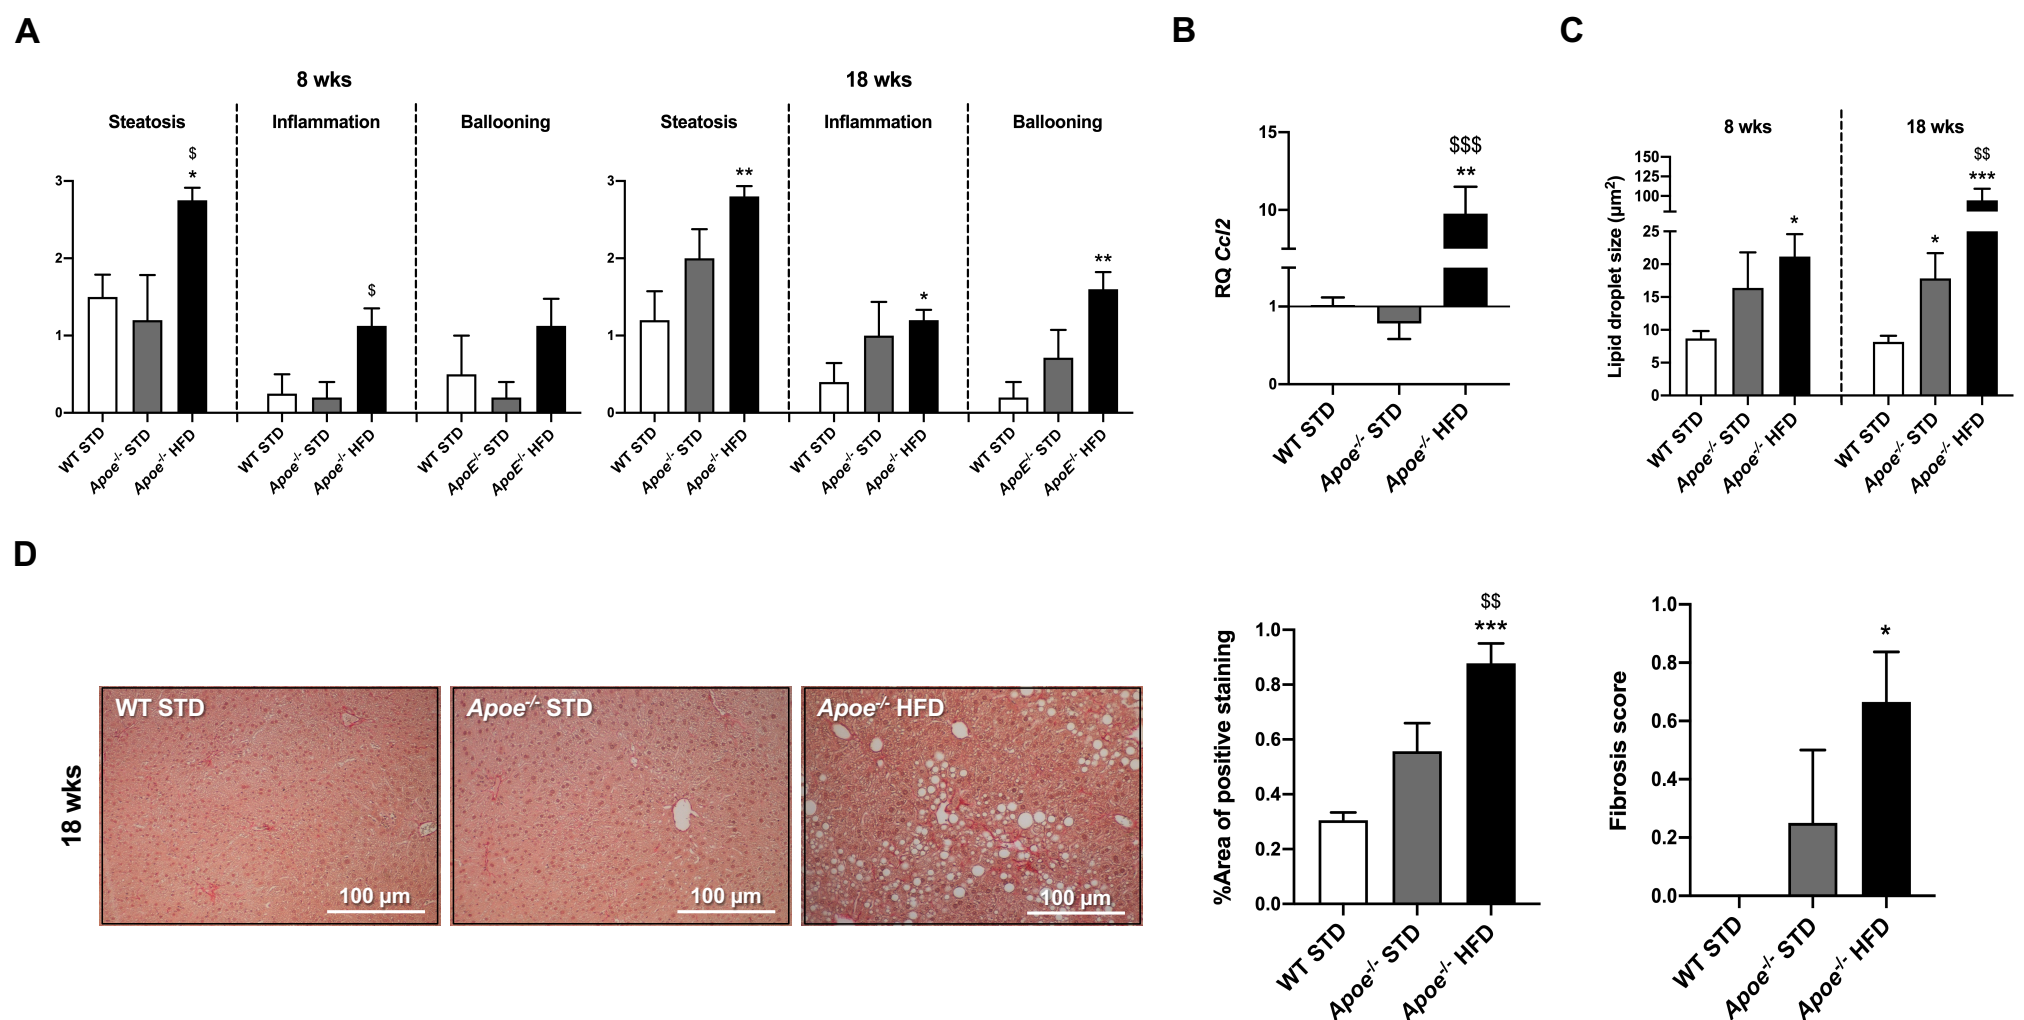 A
8 wks
18 wks
Steatosis
Inflammation
Ballooning
Steatosis
Inflammation
Ballooning
$
*
$
**
*
**
3
2
1
0
3
2
1
0
WT STD
Apoe-/- STD
Apoe-/- HFD
WT STD
Apoe-/- STD
Apoe-/- HFD
WT STD
ApoE-/- STD
ApoE-/- HFD
WT STD
Apoe-/- STD
Apoe-/- HFD
WT STD
Apoe-/- STD
Apoe-/- HFD
WT STD
ApoE-/- STD
ApoE-/- HFD
B
RQ Ccl2
15
10
1
0
$$$
**
WT STD
Apoe-/- STD
Apoe-/- HFD
C
8 wks
18 wks
Lipid droplet size (µm2)
150
125
100
25
20
15
10
5
0
*
*
$$
***
WT STD
Apoe-/- STD
Apoe-/- HFD
WT STD
Apoe-/- STD
Apoe-/- HFD
D
18 wks
WT STD
100 µm
Apoe-/- STD
100 µm
Apoe-/- HFD
100 µm
%Area of positive staining
1.0
0.8
0.6
0.4
0.2
0.0
$$
***
WT STD
Apoe-/- STD
Apoe-/- HFD
Fibrosis score
1.0
0.8
0.6
0.4
0.2
0.0
*
WT STD
Apoe-/- STD
Apoe-/- HFD